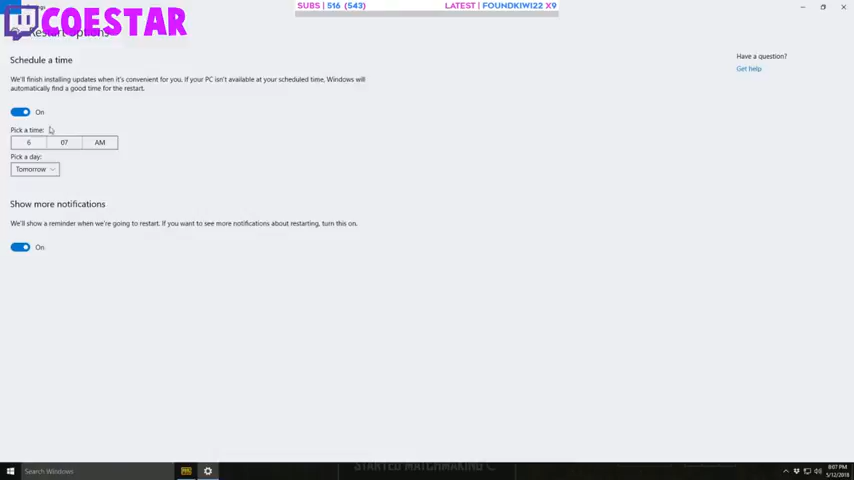 SUBS | 516 (543)
LATEST | FOUNDKIWI22 X9
COESTAR
Restart options
Schedule a time
We'll finish installing updates when it's convenient for you. If your PC isn't available at your scheduled time, Windows will
automatically find a good time for the restart.
On
Pick a time:
6 07 AM
Pick a day:
Tomorrow
Show more notifications
We'll show a reminder when we're going to restart. If you want to see more notifications about restarting, turn this on.
On
Have a question?
Get help
STARTED MATCHMAKING
Search Windows
8:07 PM
5/12/2018